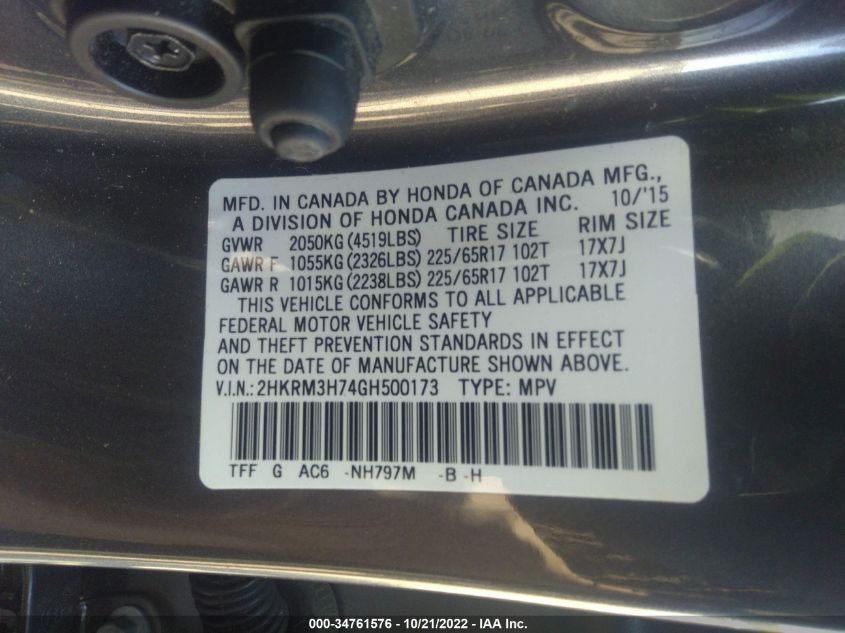 MFD. IN CANADA BY HONDA OF CANADA MFG.,
A DIVISION OF HONDA CANADA INC. 10/'15
GVWR 2050KG(4519LBS) TIRE SIZE RIM SIZE
GAWR F 1055KG(2326LBS) 225/65R17 102T 17X7J
GAWR R 1015KG(2238LBS) 225/65R17 102T 17X7J
THIS VEHICLE CONFORMS TO ALL APPLICABLE
FEDERAL MOTOR VEHICLE SAFETY
AND THEFT PREVENTION STANDARDS IN EFFECT
ON THE DATE OF MANUFACTURE SHOWN ABOVE.
V.I.N.: 2HKRM3H74GH500173 TYPE: MPV
TFF G AC6 -NH797M -B -H
000-34761576 - 10/21/2022 - IAA Inc.